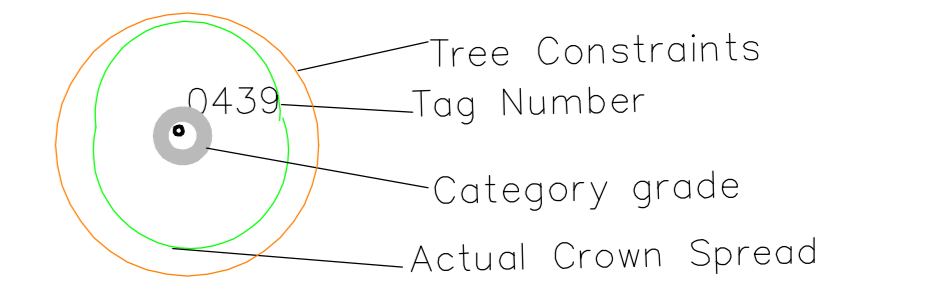 Tree Constraints
0439
Tag Number
Category grade
Actual Crown Spread